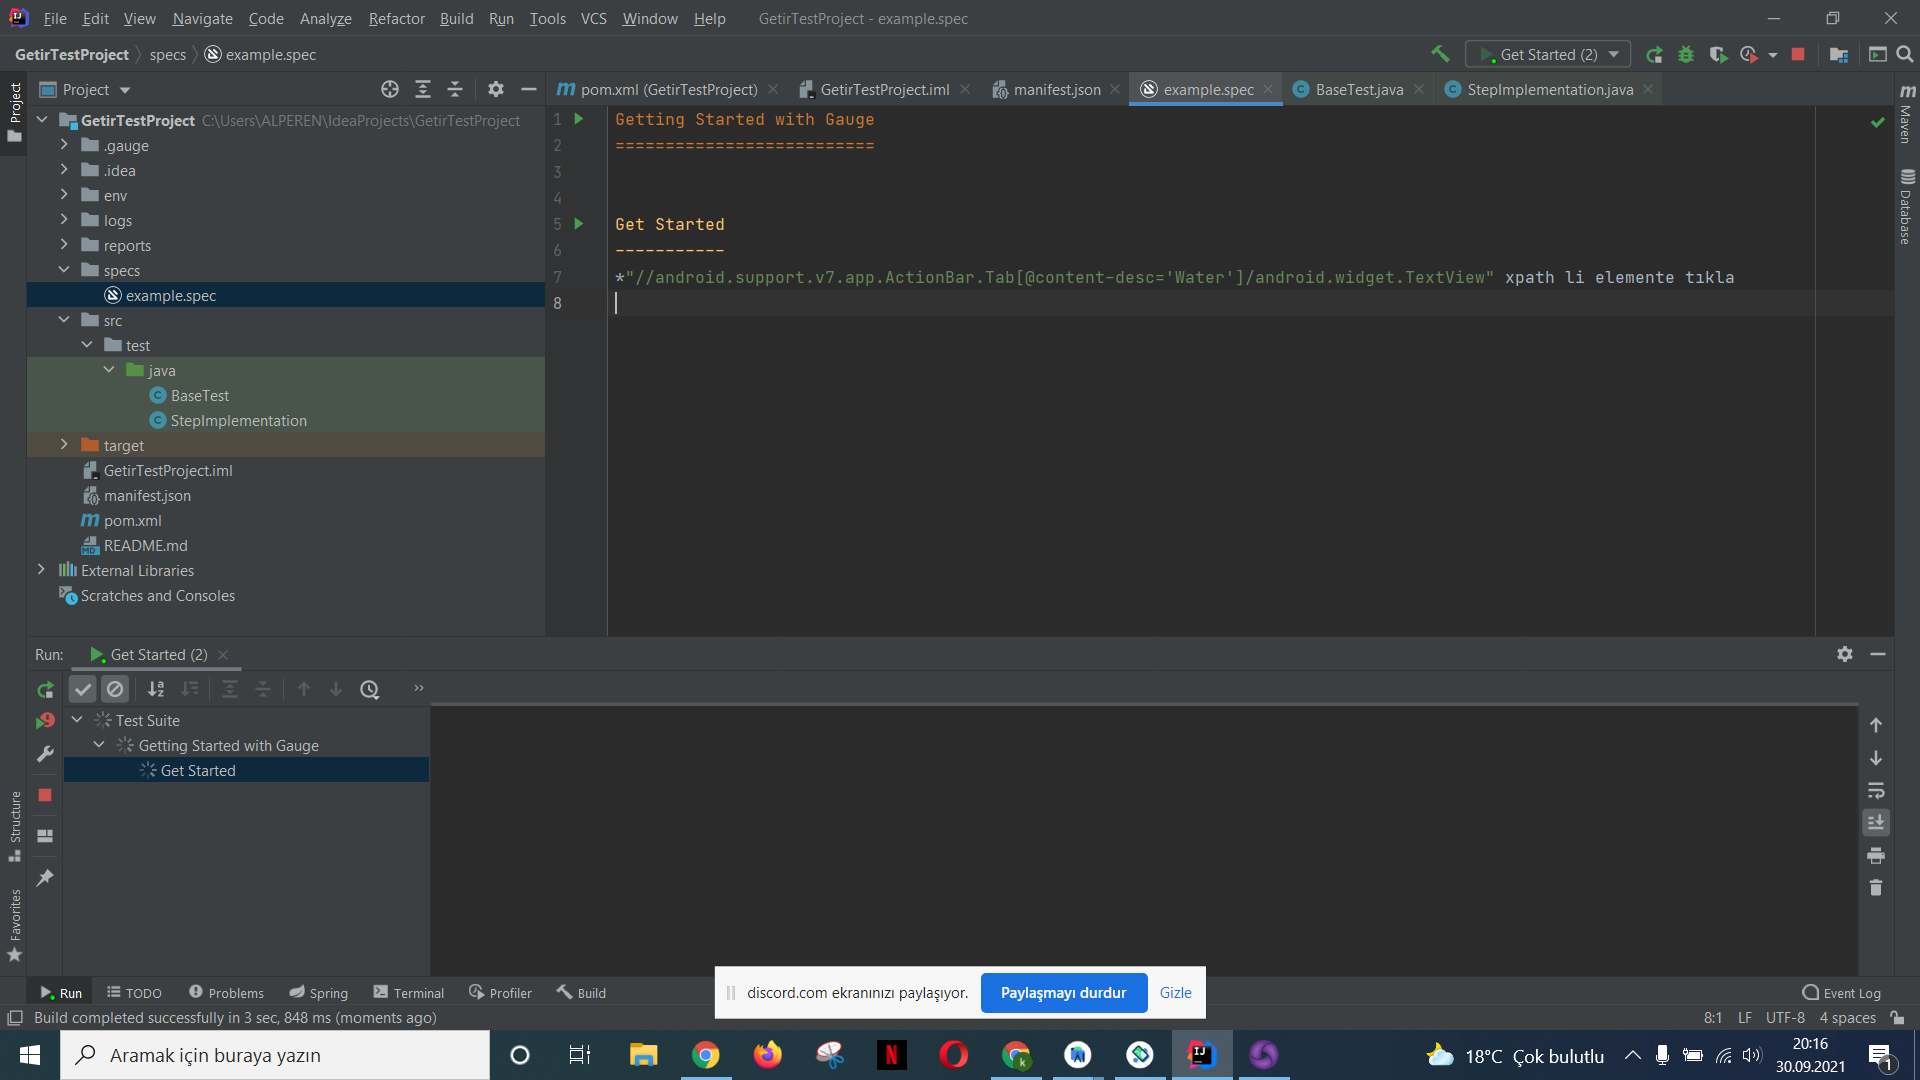 File Edit View Navigate Code Analyze Refactor Build Run Tools VCS Window Help GetirTestProject - example.spec
GetirTestProject specs example.spec
Get Started (2)
Project
Project
pom.xml (GetirTestProject)
GetirTestProject.iml
manifest.json
example.spec
BaseTest.java
StepImplementation.java
Maven
Database
GetirTestProject C:\Users\ALPEREN\IdeaProjects\GetirTestProject
.gauge
.idea
env
logs
reports
specs
example.spec
src
test
java
BaseTest
StepImplementation
target
GetirTestProject.iml
manifest.json
pom.xml
README.md
External Libraries
Scratches and Consoles
1 Getting Started with Gauge
2 ==========================
3
4
5 Get Started
6 -----------
7 *"//android.support.v7.app.ActionBar.Tab[@content-desc='Water']/android.widget.TextView" xpath li elemente tıkla
8
Run: Get Started (2)
Test Suite
Getting Started with Gauge
Get Started
Structure
Favorites
Run TODO Problems Spring Terminal Profiler Build
discord.com ekranınızı paylaşıyor. Paylaşmayı durdur Gizle
Event Log
Build completed successfully in 3 sec, 848 ms (moments ago)
8:1 LF UTF-8 4 spaces
Aramak için buraya yazın
18°C Çok bulutlu
20:16
30.09.2021
1